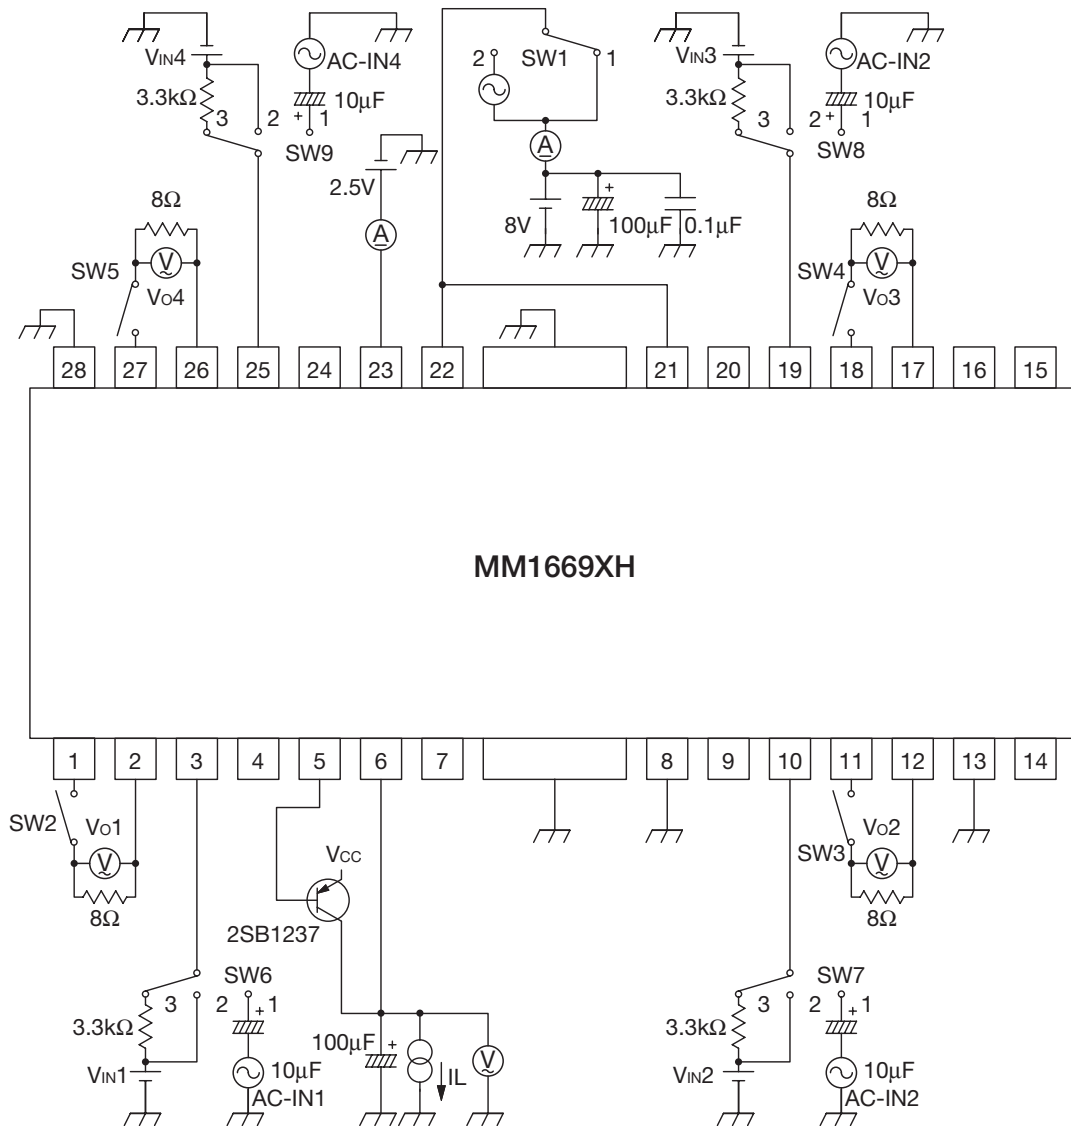 VIN4
AC-IN4
3.3kΩ
10μF
3
2
+
1
SW9
2
SW1
1
VIN3
AC-IN2
3.3kΩ
10μF
3
2
+
1
SW8
2.5V
A
A
+
8V
100μF
0.1μF
8Ω
V
SW5
VO4
8Ω
V
SW4
VO3
28
27
26
25
24
23
22
21
20
19
18
17
16
15
MM1669XH
1
2
3
4
5
6
7
8
9
10
11
12
13
14
SW2
VO1
V
8Ω
VCC
2SB1237
SW3
VO2
V
8Ω
SW6
3
2
+
1
3.3kΩ
VIN1
10μF
AC-IN1
100μF
+
IL
V
SW7
3
2
+
1
3.3kΩ
VIN2
10μF
AC-IN2